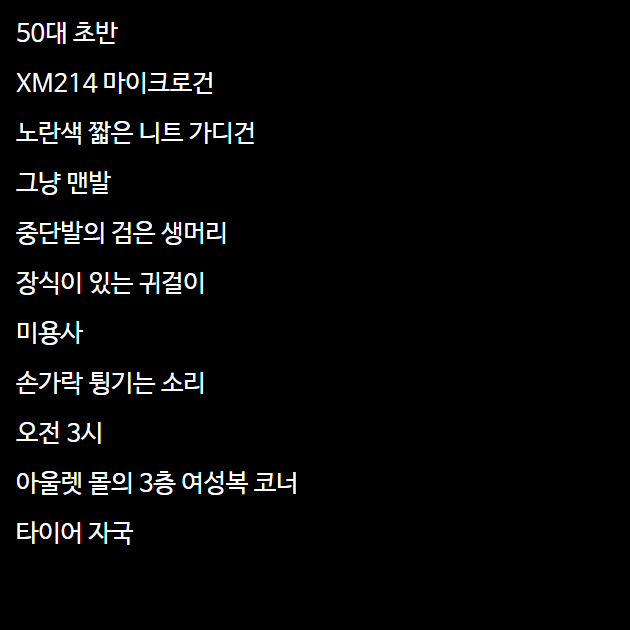 50대 초반
XM214 마이크로건
노란색 짧은 니트 가디건
그냥 맨발
중단발의 검은 생머리
장식이 있는 귀걸이
미용사
손가락 튕기는 소리
오전 3시
아울렛 몰의 3층 여성복 코너
타이어 자국